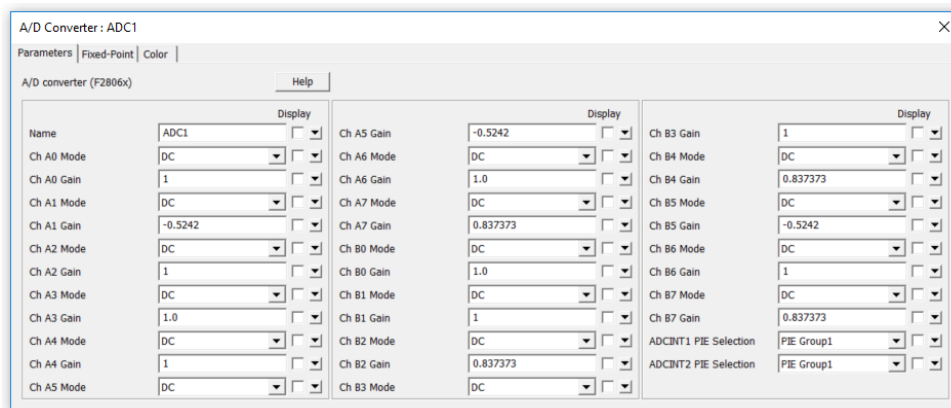 A/D Converter : ADC1
Parameters Fixed-Point Color
A/D converter (F2806x) Help
Display
Name ADC1
Ch A0 Mode DC
Ch A0 Gain 1
Ch A1 Mode DC
Ch A1 Gain -0.5242
Ch A2 Mode DC
Ch A2 Gain 1
Ch A3 Mode DC
Ch A3 Gain 1.0
Ch A4 Mode DC
Ch A4 Gain 1
Ch A5 Mode DC
Display
Ch A5 Gain -0.5242
Ch A6 Mode DC
Ch A6 Gain 1.0
Ch A7 Mode DC
Ch A7 Gain 0.837373
Ch B0 Mode DC
Ch B0 Gain 1.0
Ch B1 Mode DC
Ch B1 Gain 1
Ch B2 Mode DC
Ch B2 Gain 0.837373
Ch B3 Mode DC
Display
Ch B3 Gain 1
Ch B4 Mode DC
Ch B4 Gain 0.837373
Ch B5 Mode DC
Ch B5 Gain -0.5242
Ch B6 Mode DC
Ch B6 Gain 1
Ch B7 Mode DC
Ch B7 Gain 0.837373
ADCINT1 PIE Selection PIE Group1
ADCINT2 PIE Selection PIE Group1